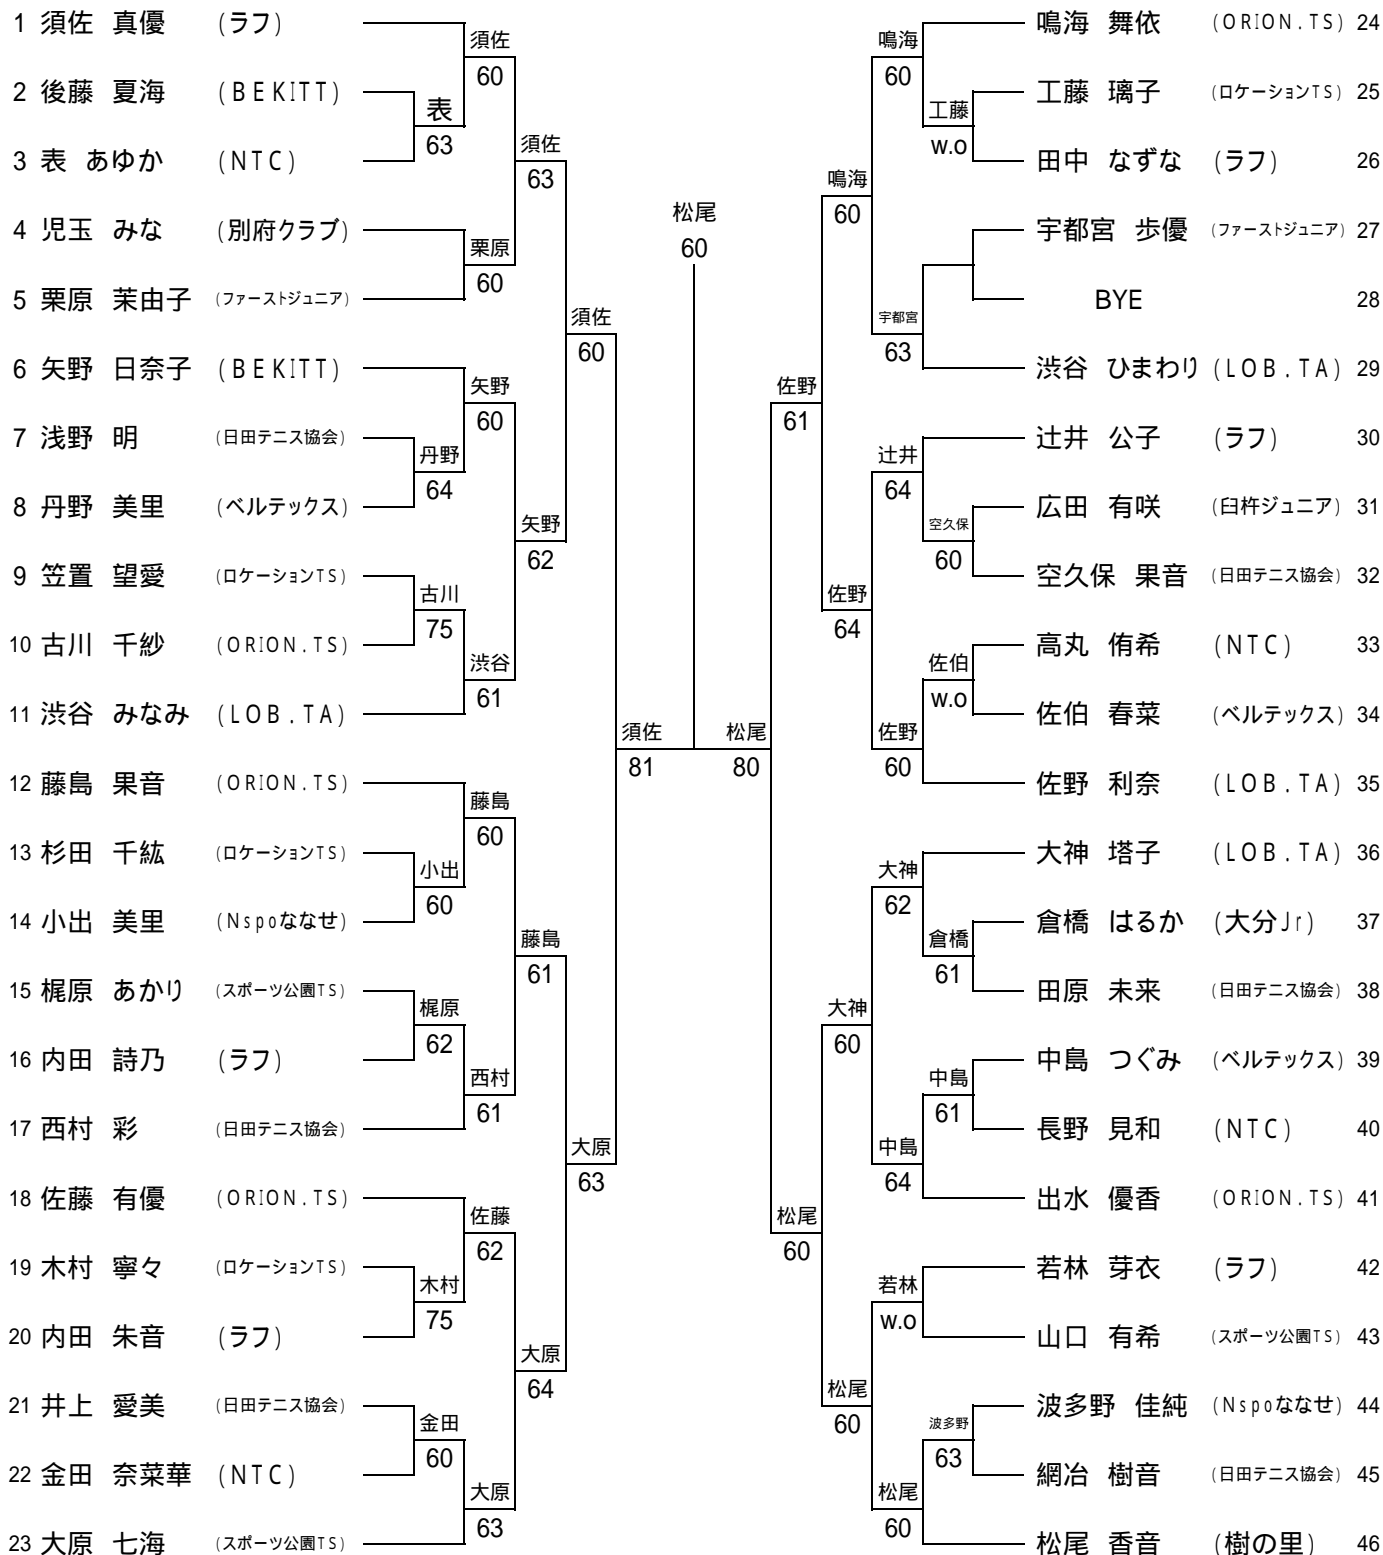 1 須佐 真優 (ラフ)
2 後藤 夏海 (BEKITT)
3 表 あゆか (NTC)
4 児玉 みな (別府クラブ)
5 栗原 茉由子 (ファーストジュニア)
6 矢野 日奈子 (BEKITT)
7 浅野 明 (日田テニス協会)
8 丹野 美里 (ベルテックス)
9 笠置 望愛 (ロケーションTS)
10 古川 千紗 (ORION.TS)
11 渋谷 みなみ (LOB.TA)
12 藤島 果音 (ORION.TS)
13 杉田 千紘 (ロケーションTS)
14 小出 美里 (Nspoななせ)
15 梶原 あかり (スポーツ公園TS)
16 内田 詩乃 (ラフ)
17 西村 彩 (日田テニス協会)
18 佐藤 有優 (ORION.TS)
19 木村 寧々 (ロケーションTS)
20 内田 朱音 (ラフ)
21 井上 愛美 (日田テニス協会)
22 金田 奈菜華 (NTC)
23 大原 七海 (スポーツ公園TS)
表
63
丹野
64
古川
75
小出
60
梶原
62
木村
75
金田
60
須佐
60
栗原
60
矢野
60
渋谷
61
藤島
60
西村
61
佐藤
62
大原
63
須佐
63
矢野
62
藤島
61
大原
64
須佐
60
大原
63
須佐
81
松尾
60
松尾
80
佐野
61
松尾
60
鳴海
60
佐野
64
大神
60
松尾
60
鳴海
60
宇都宮
63
辻井
64
佐野
60
大神
62
中島
64
若林
w.o
松尾
60
工藤
w.o
空久保
60
佐伯
w.o
倉橋
61
中島
61
波多野
63
鳴海 舞依 (ORION.TS) 24
工藤 璃子 (ロケーションTS) 25
田中 なずな (ラフ) 26
宇都宮 歩優 (ファーストジュニア) 27
BYE 28
渋谷 ひまわり (LOB.TA) 29
辻井 公子 (ラフ) 30
広田 有咲 (臼杵ジュニア) 31
空久保 果音 (日田テニス協会) 32
高丸 侑希 (NTC) 33
佐伯 春菜 (ベルテックス) 34
佐野 利奈 (LOB.TA) 35
大神 塔子 (LOB.TA) 36
倉橋 はるか (大分Jr) 37
田原 未来 (日田テニス協会) 38
中島 つぐみ (ベルテックス) 39
長野 見和 (NTC) 40
出水 優香 (ORION.TS) 41
若林 芽衣 (ラフ) 42
山口 有希 (スポーツ公園TS) 43
波多野 佳純 (Nspoななせ) 44
網冶 樹音 (日田テニス協会) 45
松尾 香音 (樹の里) 46